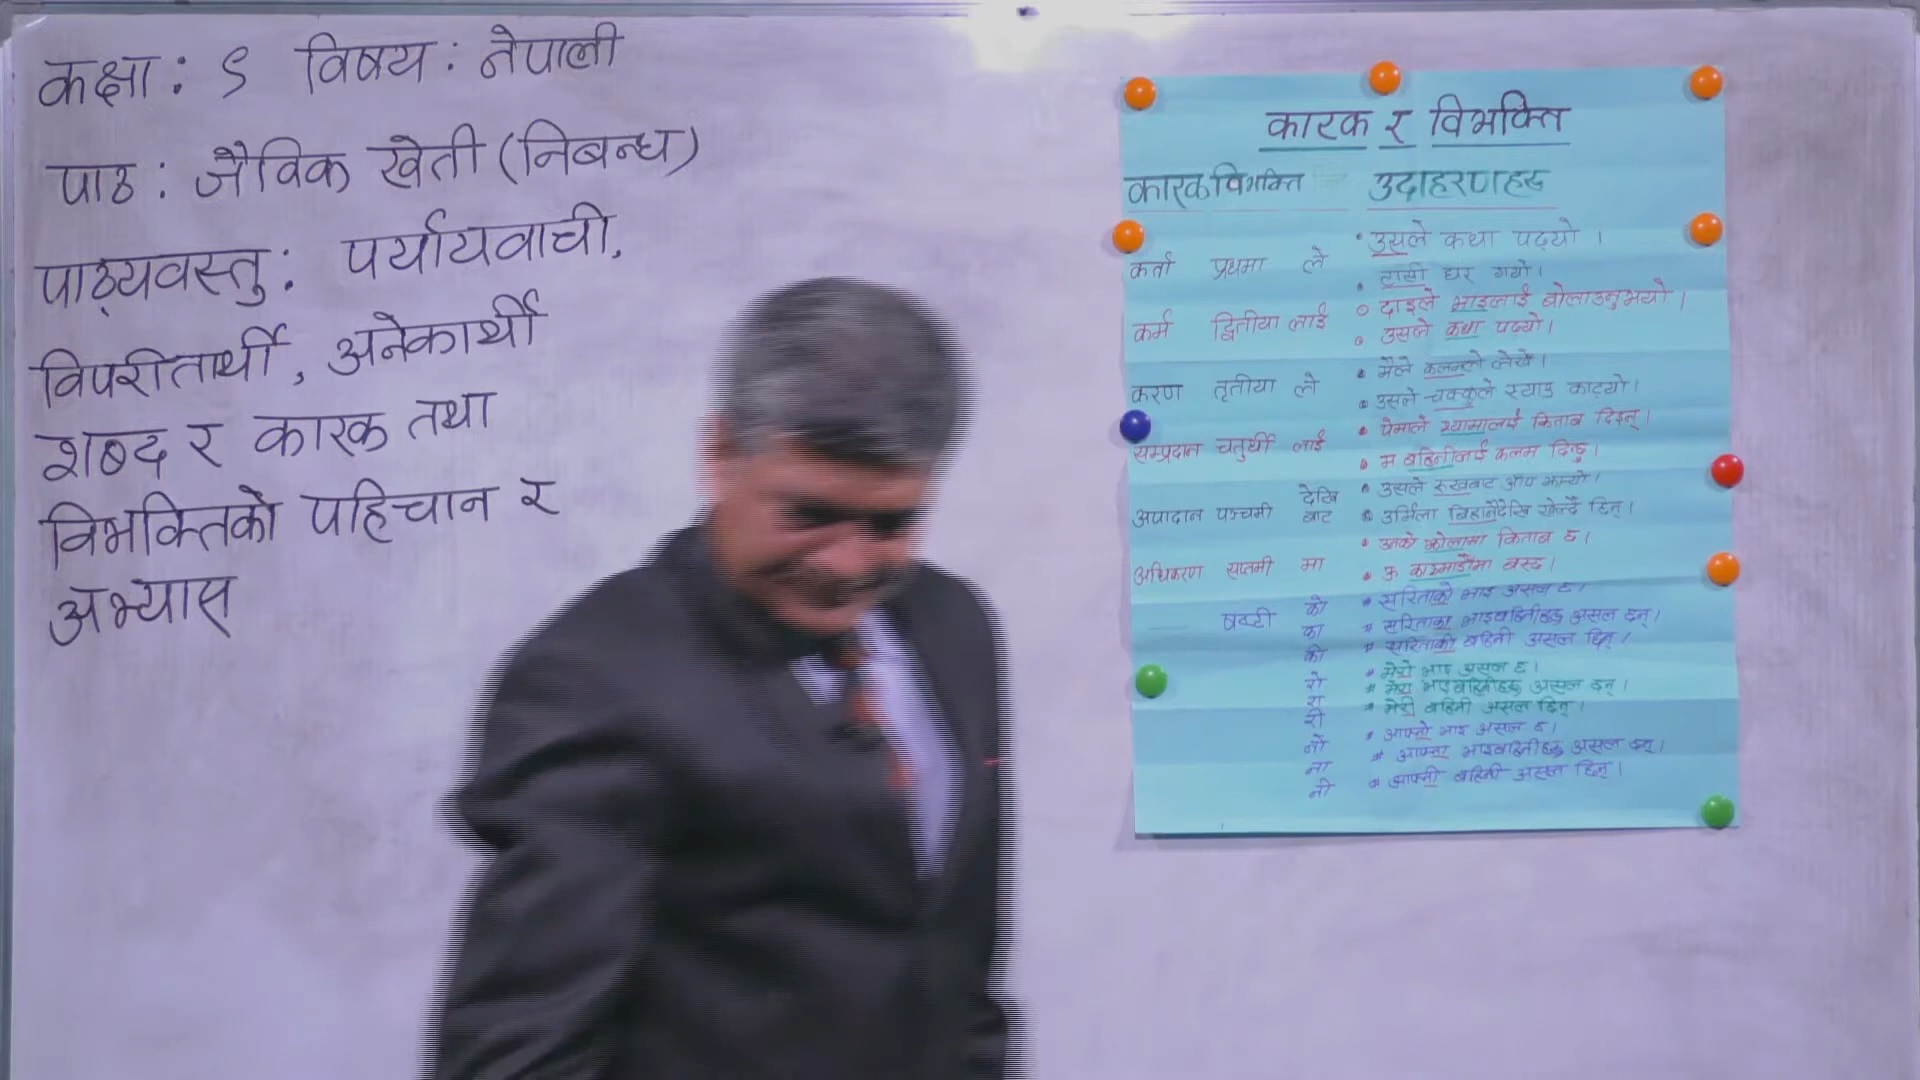 कक्षा : ९ विषय : नेपाली
पाठ : जैविक खेती (निबन्ध)
पाठ्यवस्तु : पर्यायवाची,
विपरीतार्थी, अनेकार्थी
शब्द र कारक तथा
विभक्तिको पहिचान र
अभ्यास
कारक र विभक्ति
कारक विभक्ति उदाहरणहरू
कर्ता प्रथमा ले
• उसले कथा पढ्यो ।
• घर गयो ।
कर्म द्वितीया लाई
० दाइले भाइलाई बोलाउनुभयो ।
० उसले कथा पढ्यो ।
करण तृतीया ले
• मैले कलमले लेखें ।
• उसले चक्कुले स्याउ काट्यो ।
सम्प्रदान चतुर्थी लाई
• प्रेमाले श्यामालाई किताब दिइन् ।
• म बहिनीलाई कलम दिन्छु ।
अपादान पञ्चमी देखि बाट
• उसले रुखबाट आँप झार्‍यो ।
• उर्मिला बिहानैदेखि छिन् ।
अधिकरण सप्तमी मा
• उनको झोलामा किताब छ ।
• ऊ काठमाडौंमा बस्छ ।
षष्ठी
को * सरिताको भाइ असल छ ।
का * सरिताका भाइबहिनीहरू असल छन् ।
की * सरिताकी बहिनी असल छिन् ।
रो * मेरो भाइ असल छ ।
रा * मेरा भाइबहिनीहरू असल छन् ।
री * मेरी बहिनी असल छिन् ।
नो * आफ्नो भाइ असल छ ।
ना * आफ्ना भाइबहिनीहरू असल छन् ।
नी * आफ्नी बहिनी असल छिन् ।